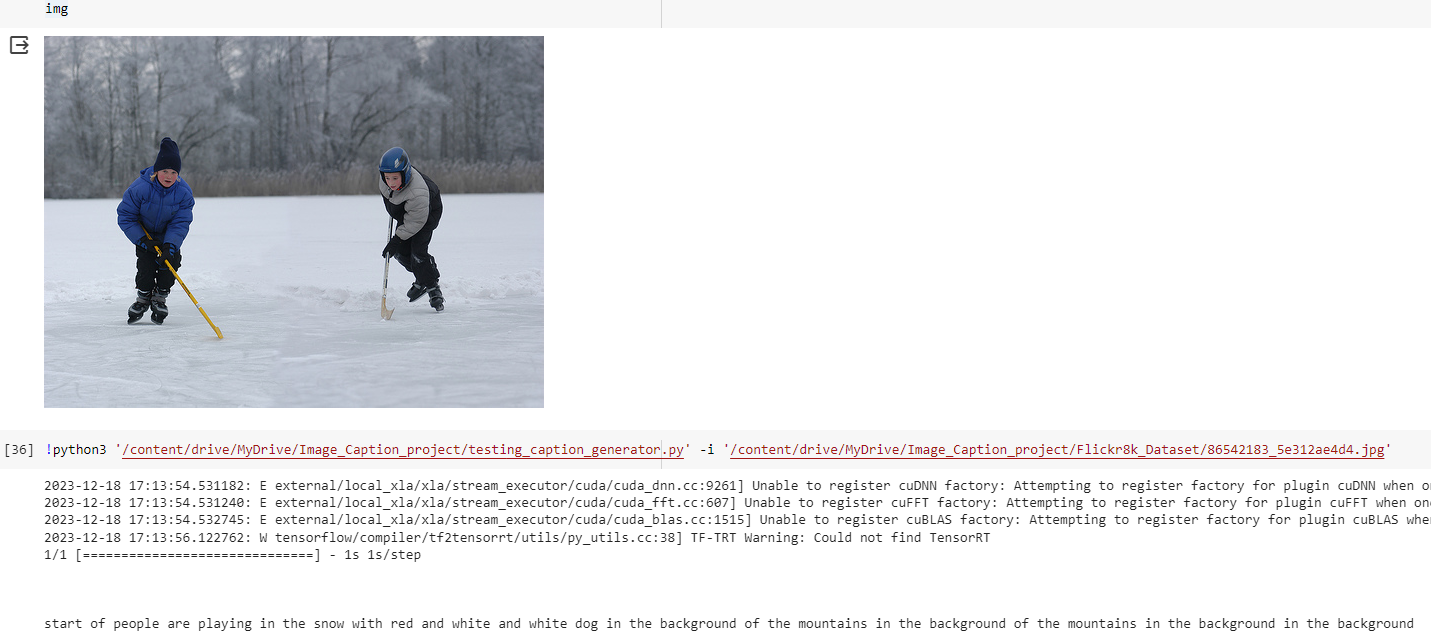 img
[36] !python3 '/content/drive/MyDrive/Image_Caption_project/testing_caption_generator.py' -i '/content/drive/MyDrive/Image_Caption_project/Flickr8k_Dataset/86542183_5e312ae4d4.jpg'
2023-12-18 17:13:54.531182: E external/local_xla/xla/stream_executor/cuda/cuda_dnn.cc:9261] Unable to register cuDNN factory: Attempting to register factory for plugin cuDNN when
2023-12-18 17:13:54.531240: E external/local_xla/xla/stream_executor/cuda/cuda_fft.cc:607] Unable to register cuFFT factory: Attempting to register factory for plugin cuFFT when
2023-12-18 17:13:54.532745: E external/local_xla/xla/stream_executor/cuda/cuda_blas.cc:1515] Unable to register cuBLAS factory: Attempting to register factory for plugin cuBLAS
2023-12-18 17:13:56.122762: W tensorflow/compiler/tf2tensorrt/utils/py_utils.cc:38] TF-TRT Warning: Could not find TensorRT
1/1 [==============================] - 1s 1s/step
start of people are playing in the snow with red and white and white dog in the background of the mountains in the background of the mountains in the background in the background